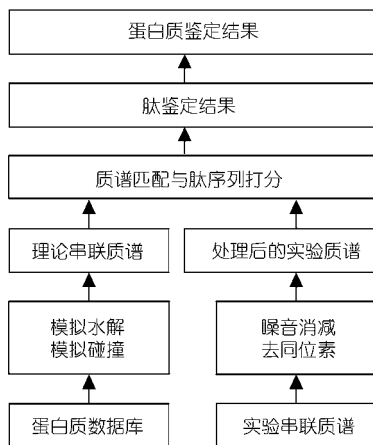 蛋白质鉴定结果
肽鉴定结果
质谱匹配与肽序列打分
理论串联质谱
处理后的实验质谱
模拟水解
模拟碰撞
噪音消减
去同位素
蛋白质数据库
实验串联质谱